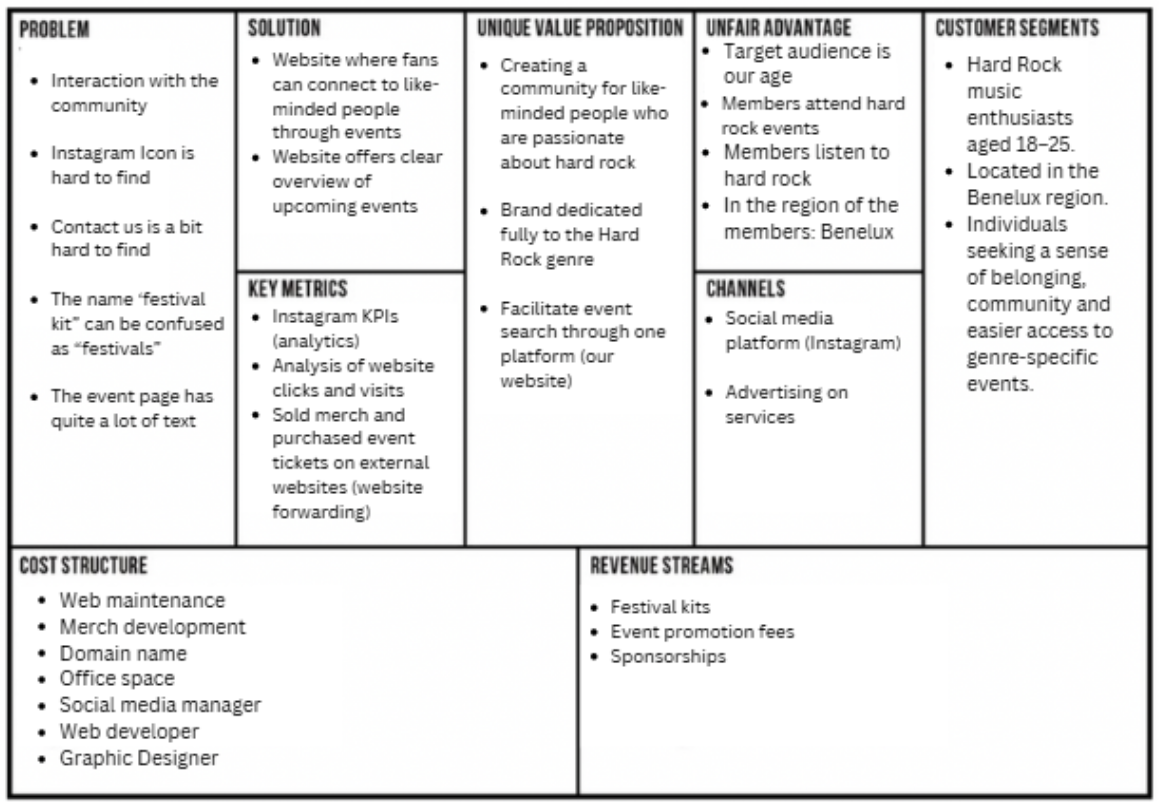 PROBLEM
• Interaction with the
community
• Instagram Icon is
hard to find
• Contact us is a bit
hard to find
• The name “festival
kit” can be confused
as “festivals”
• The event page has
quite a lot of text
SOLUTION
• Website where fans
can connect to like-
minded people
through events
• Website offers clear
overview of
upcoming events
KEY METRICS
• Instagram KPIs
(analytics)
• Analysis of website
clicks and visits
• Sold merch and
purchased event
tickets on external
websites (website
forwarding)
UNIQUE VALUE PROPOSITION
• Creating a
community for like-
minded people who
are passionate
about hard rock
• Brand dedicated
fully to the Hard
Rock genre
• Facilitate event
search through one
platform (our
website)
UNFAIR ADVANTAGE
• Target audience is
our age
• Members attend hard
rock events
• Members listen to
hard rock
• In the region of the
members: Benelux
CHANNELS
• Social media
platform (Instagram)
• Advertising on
services
CUSTOMER SEGMENTS
• Hard Rock
music
enthusiasts
aged 18–25.
• Located in the
Benelux region.
• Individuals
seeking a sense
of belonging,
community and
easier access to
genre-specific
events.
COST STRUCTURE
• Web maintenance
• Merch development
• Domain name
• Office space
• Social media manager
• Web developer
• Graphic Designer
REVENUE STREAMS
• Festival kits
• Event promotion fees
• Sponsorships